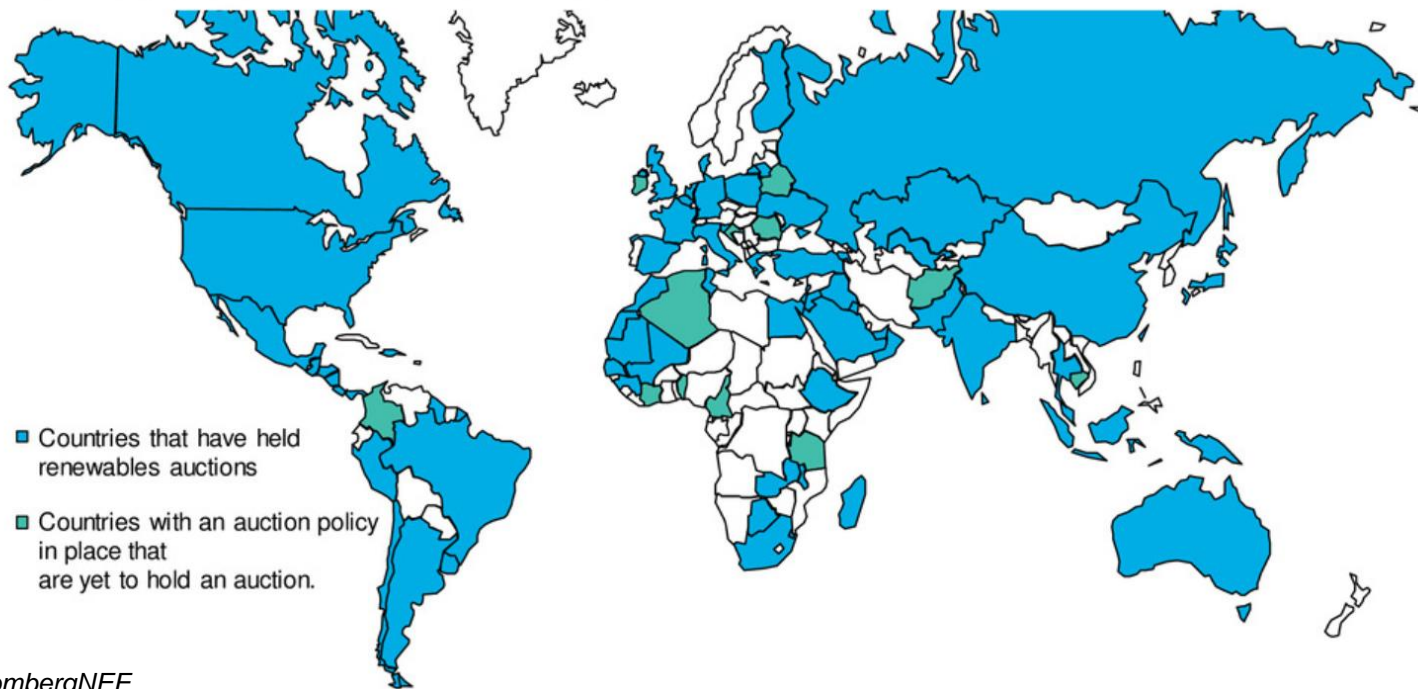 Countries that have held
renewables auctions
Countries with an auction policy
in place that
are yet to hold an auction.